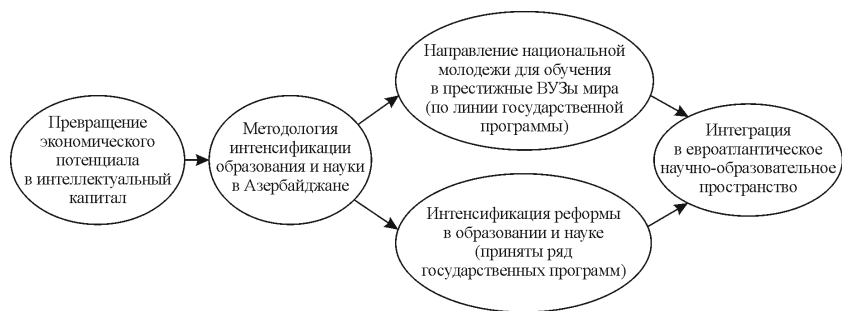 Превращение
экономического
потенциала
в интеллектуальный
капитал
Методология
интенсификации
образования и науки
в Азербайджане
Направление национальной
молодежи для обучения
в престижные ВУЗы мира
(по линии государственной
программы)
Интенсификация реформы
в образовании и науке
(приняты ряд
государственных программ)
Интеграция
в евроатлантическое
научно-образовательное
пространство